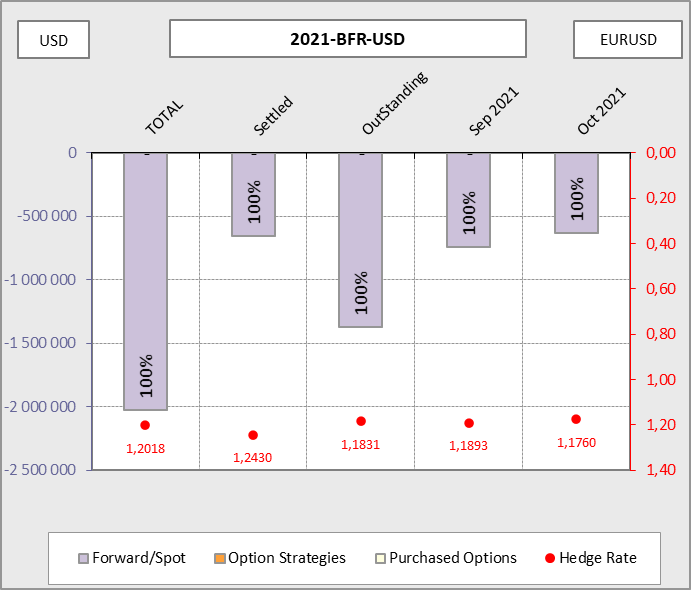 USD
2021-BFR-USD
EURUSD
TOTAL
Settled
OutStanding
Sep 2021
Oct 2021
0
-500 000
-1 000 000
-1 500 000
-2 000 000
-2 500 000
0,00
0,20
0,40
0,60
0,80
1,00
1,20
1,40
100%
100%
100%
100%
100%
1,2018
1,2430
1,1831
1,1893
1,1760
Forward/Spot
Option Strategies
Purchased Options
Hedge Rate